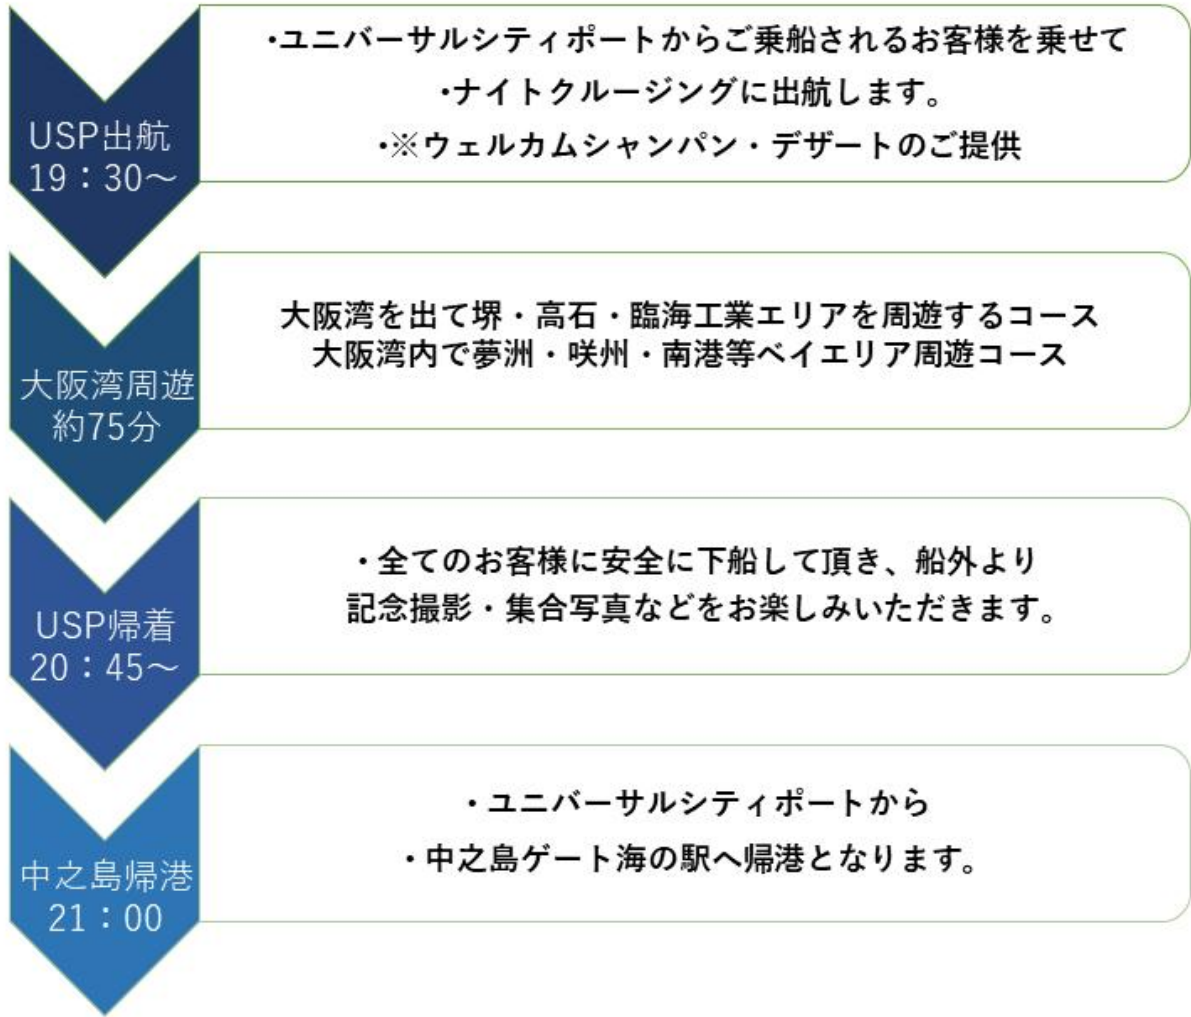 USP出航
19：30～
・ユニバーサルシティポートからご乗船されるお客様を乗せて
・ナイトクルージングに出航します。
・※ウェルカムシャンパン・デザートのご提供
大阪湾周遊
約75分
大阪湾を出て堺・高石・臨海工業エリアを周遊するコース
大阪湾内で夢洲・咲州・南港等ベイエリア周遊コース
USP帰着
20：45～
・全てのお客様に安全に下船して頂き、船外より
記念撮影・集合写真などをお楽しみいただきます。
中之島帰港
21：00
・ユニバーサルシティポートから
・中之島ゲート海の駅へ帰港となります。